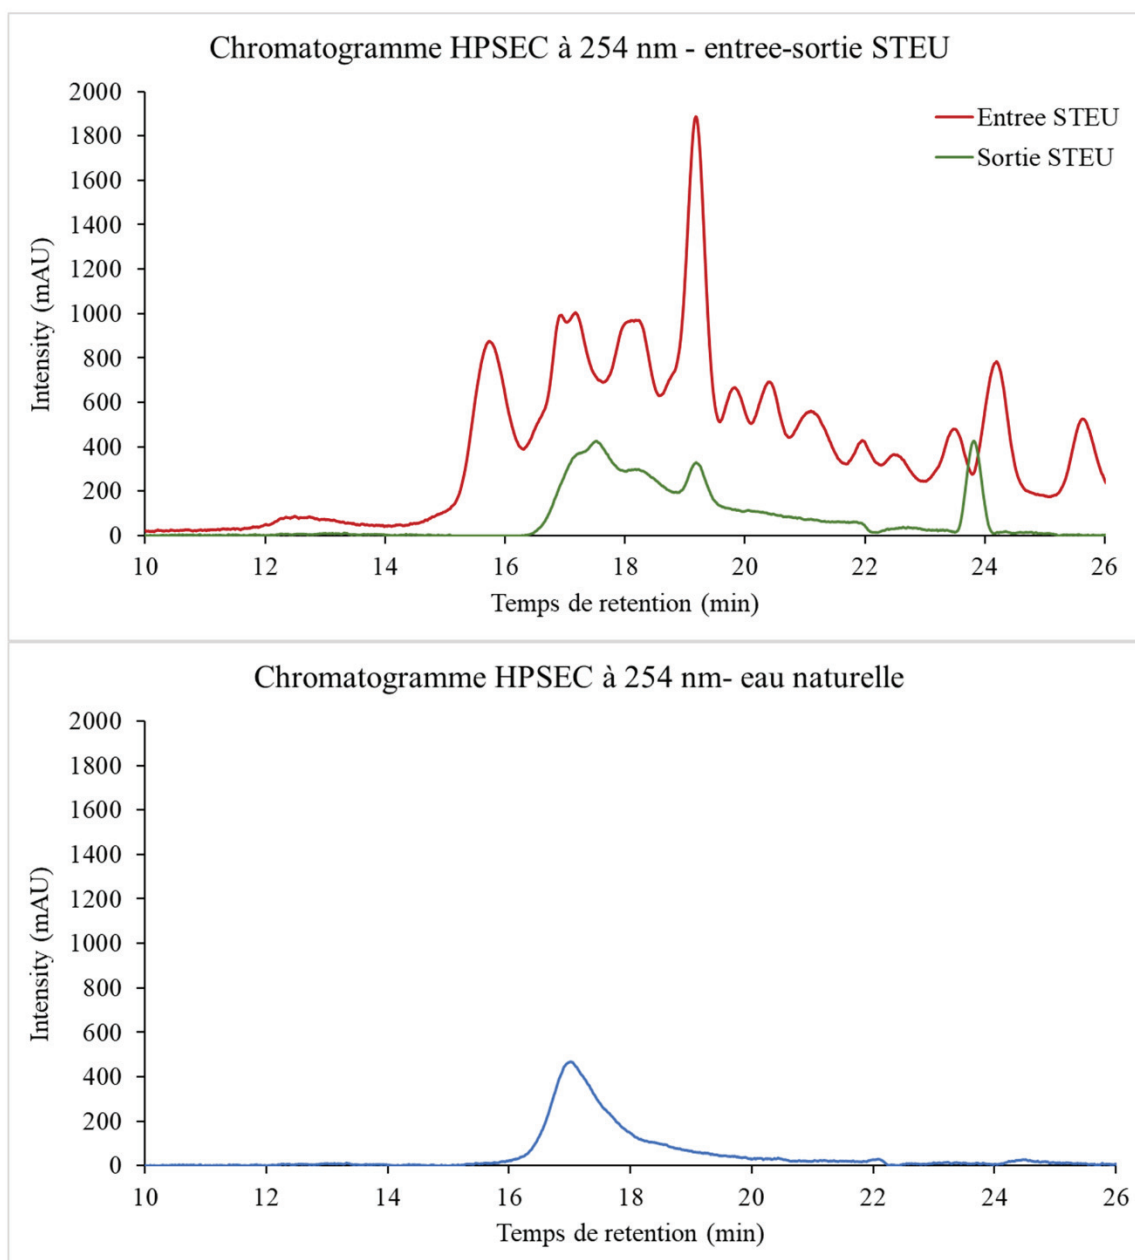 Chromatogramme HPSEC à 254 nm - entree-sortie STEU
2000
1800
1600
1400
1200
1000
800
600
400
200
0
Intensity (mAU)
Entree STEU
Sortie STEU
10 12 14 16 18 20 22 24 26
Temps de retention (min)
Chromatogramme HPSEC à 254 nm- eau naturelle
2000
1800
1600
1400
1200
1000
800
600
400
200
0
Intensity (mAU)
10 12 14 16 18 20 22 24 26
Temps de retention (min)